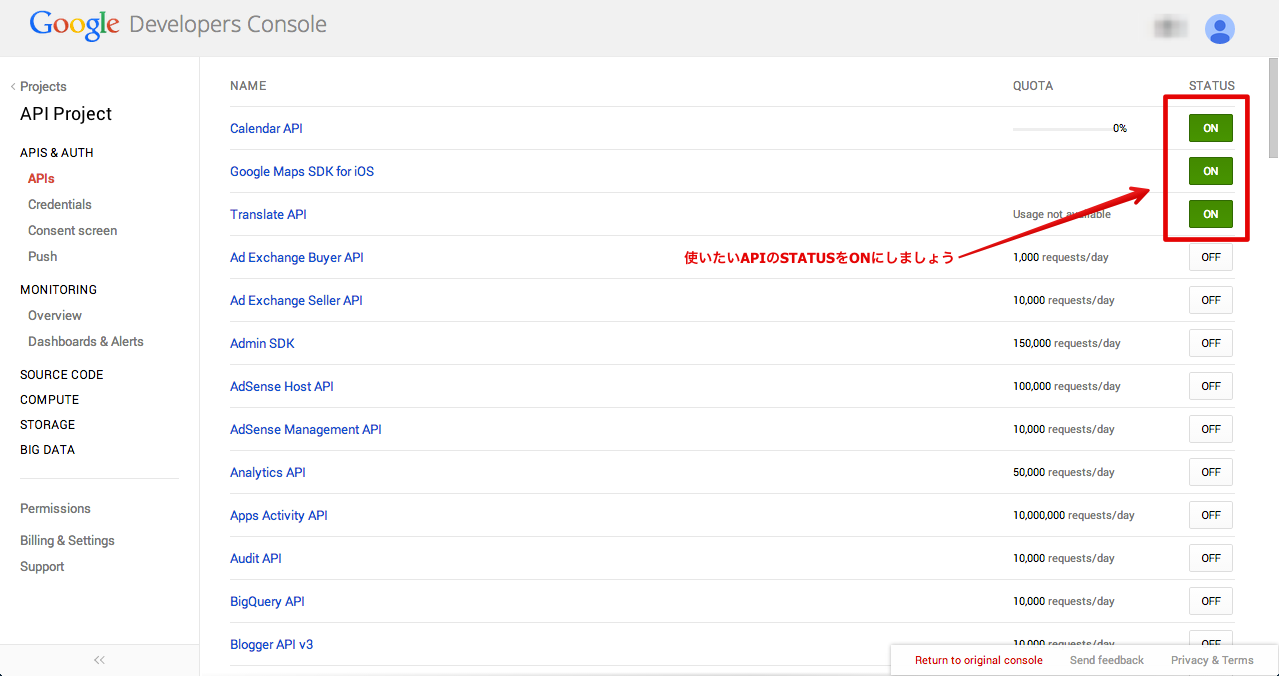 Google Developers Console
Projects
API Project
APIS & AUTH
APIs
Credentials
Consent screen
Push
MONITORING
Overview
Dashboards & Alerts
SOURCE CODE
COMPUTE
STORAGE
BIG DATA
Permissions
Billing & Settings
Support
NAME QUOTA STATUS
Calendar API 0% ON
Google Maps SDK for iOS ON
Translate API Usage not available ON
使いたいAPIのSTATUSをONにしましょう
Ad Exchange Buyer API 1,000 requests/day OFF
Ad Exchange Seller API 10,000 requests/day OFF
Admin SDK 150,000 requests/day OFF
AdSense Host API 100,000 requests/day OFF
AdSense Management API 10,000 requests/day OFF
Analytics API 50,000 requests/day OFF
Apps Activity API 10,000,000 requests/day OFF
Audit API 10,000 requests/day OFF
BigQuery API 10,000 requests/day OFF
Blogger API v3 10,000 requests/day OFF
Return to original console Send feedback Privacy & Terms